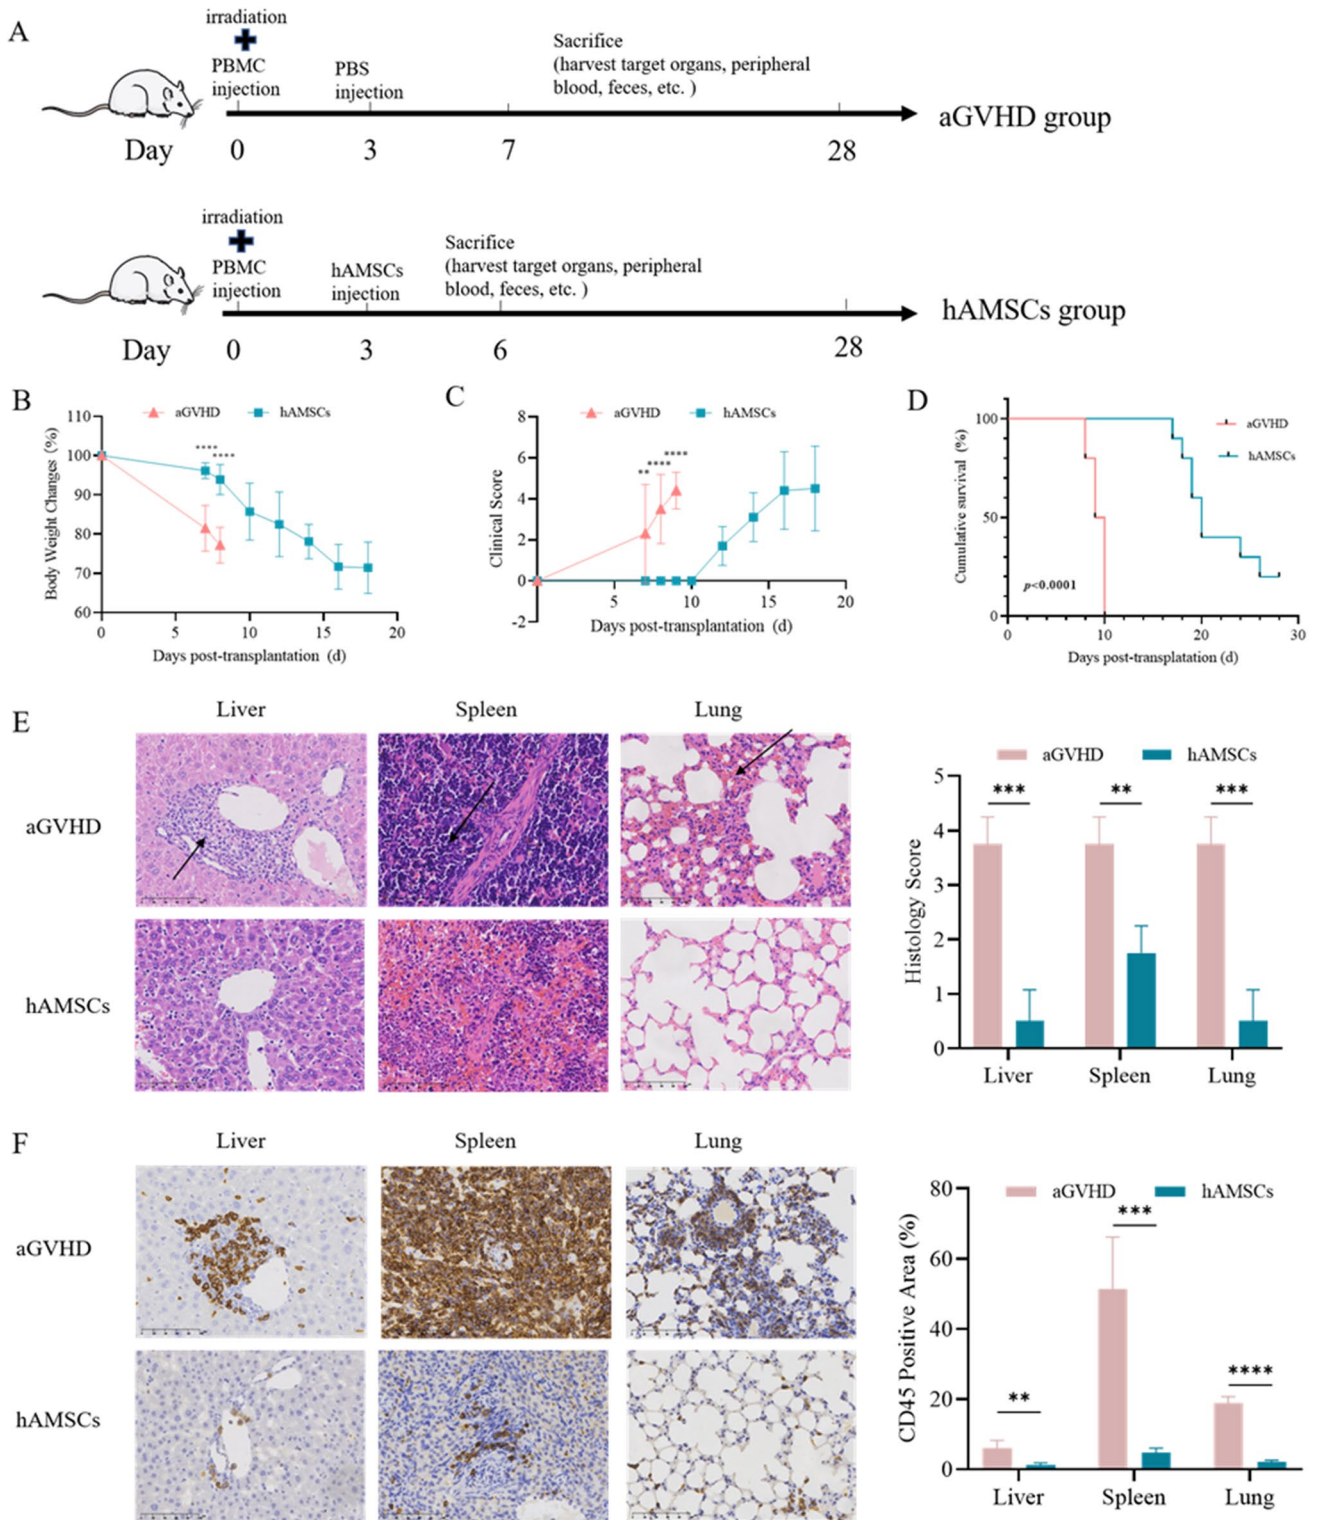 A
irradiation
PBMC
injection
PBS
injection
Sacrifice
(harvest target organs, peripheral
blood, feces, etc. )
aGVHD group
Day 0 3 7 28
irradiation
PBMC
injection
hAMSCs
injection
Sacrifice
(harvest target organs, peripheral
blood, feces, etc. )
hAMSCs group
Day 0 3 6 28
B
aGVHD hAMSCs
Body Weight Changes (%)
110
100
90
80
70
60
**** ****
0 5 10 15 20
Days post-transplantation (d)
C
aGVHD hAMSCs
Clinical Score
8
6
4
2
0
-2
** **** ****
5 10 15 20
Days post-transplantation (d)
D
aGVHD
hAMSCs
Cumulative survival (%)
100
50
0
p<0.0001
0 10 20 30
Days post-transplatation (d)
E
Liver Spleen Lung
aGVHD
hAMSCs
aGVHD hAMSCs
Histology Score
5
4
3
2
1
0
*** ** ***
Liver Spleen Lung
F
Liver Spleen Lung
aGVHD
hAMSCs
aGVHD hAMSCs
CD45 Positive Area (%)
80
60
40
20
0
** *** ****
Liver Spleen Lung